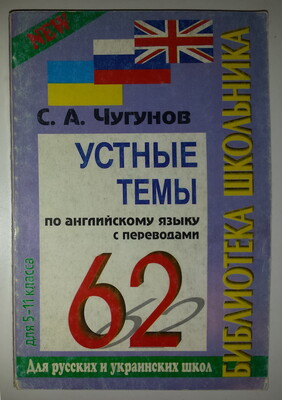 NEW
С. А. Чугунов
УСТНЫЕ
ТЕМЫ
по английскому языку
с переводами
62
62
для 5-11 класса
Для русских и украинских школ
БИБЛИОТЕКА ШКОЛЬНИКА